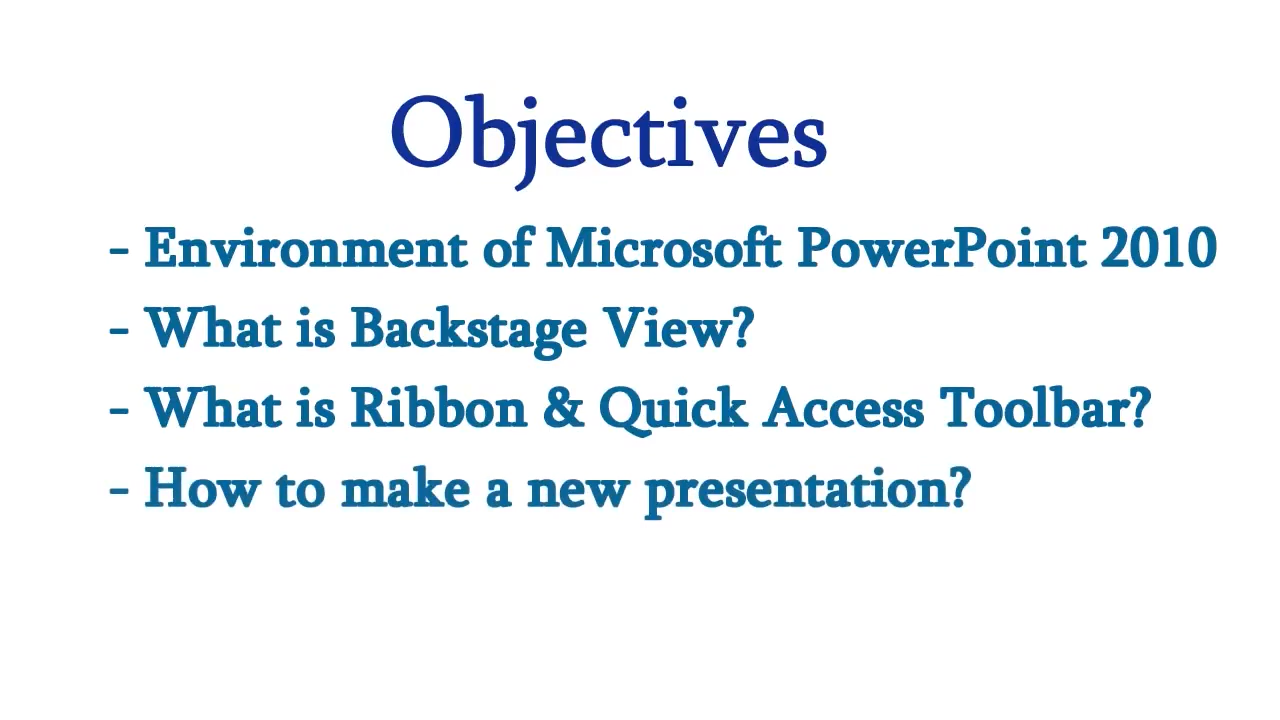 Objectives
- Environment of Microsoft PowerPoint 2010
- What is Backstage View?
- What is Ribbon & Quick Access Toolbar?
- How to make a new presentation?